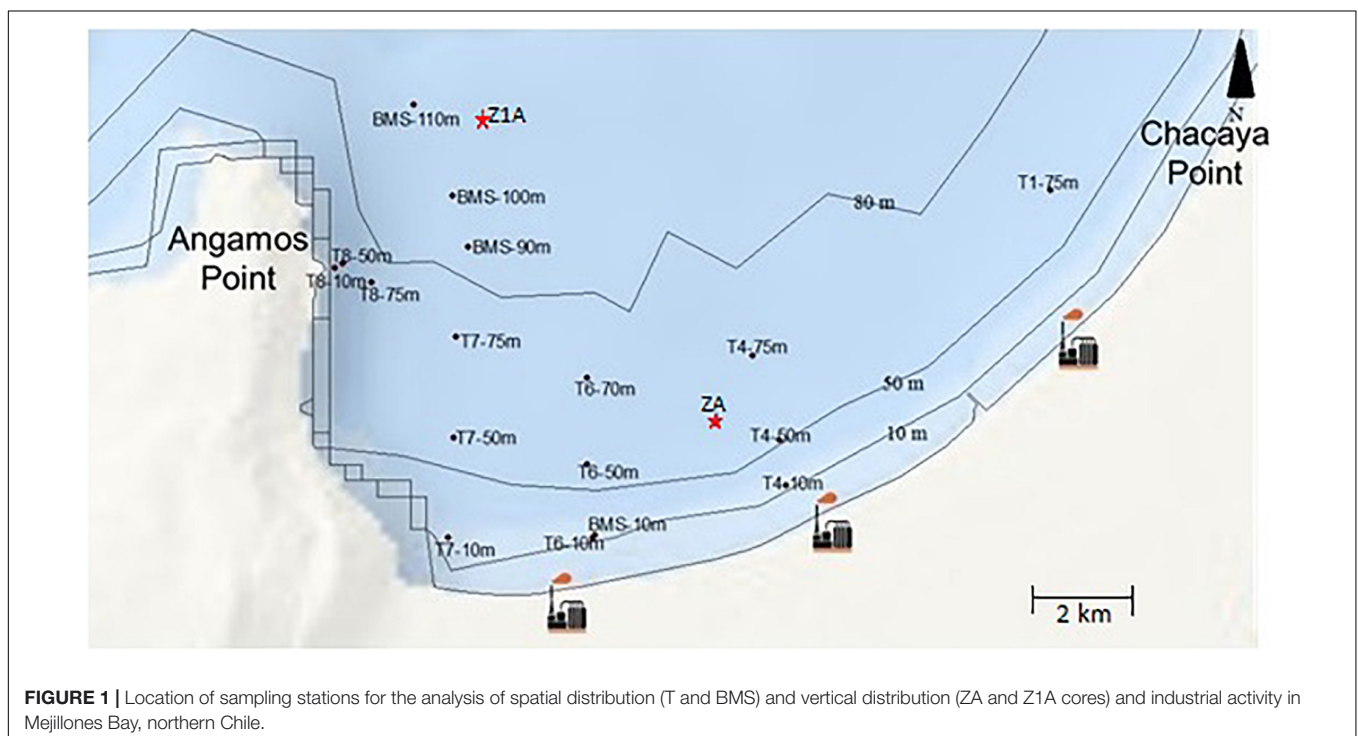 BMS-110m
Z1A
N
Chacaya
Point
T1-75m
BMS-100m
80 m
Angamos
Point
BMS-90m
T8-50m
T8-10m
T8-75m
T7-75m
T4-75m
T6-70m
50 m
ZA
T7-50m
T4-50m
10 m
T6-50m
T4-10m
BMS-10m
T7-10m
T6-10m
2 km
FIGURE 1 | Location of sampling stations for the analysis of spatial distribution (T and BMS) and vertical distribution (ZA and Z1A cores) and industrial activity in
Mejillones Bay, northern Chile.